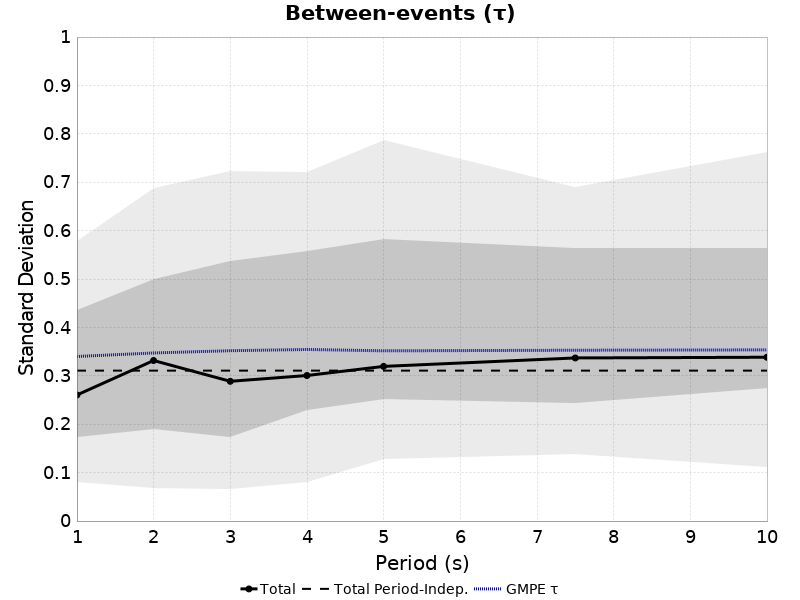 Between-events (τ)
1
0.9
0.8
0.7
0.6
0.5
0.4
0.3
0.2
0.1
0
Standard Deviation
1 2 3 4 5 6 7 8 9 10
Period (s)
Total Total Period-Indep. GMPE τ